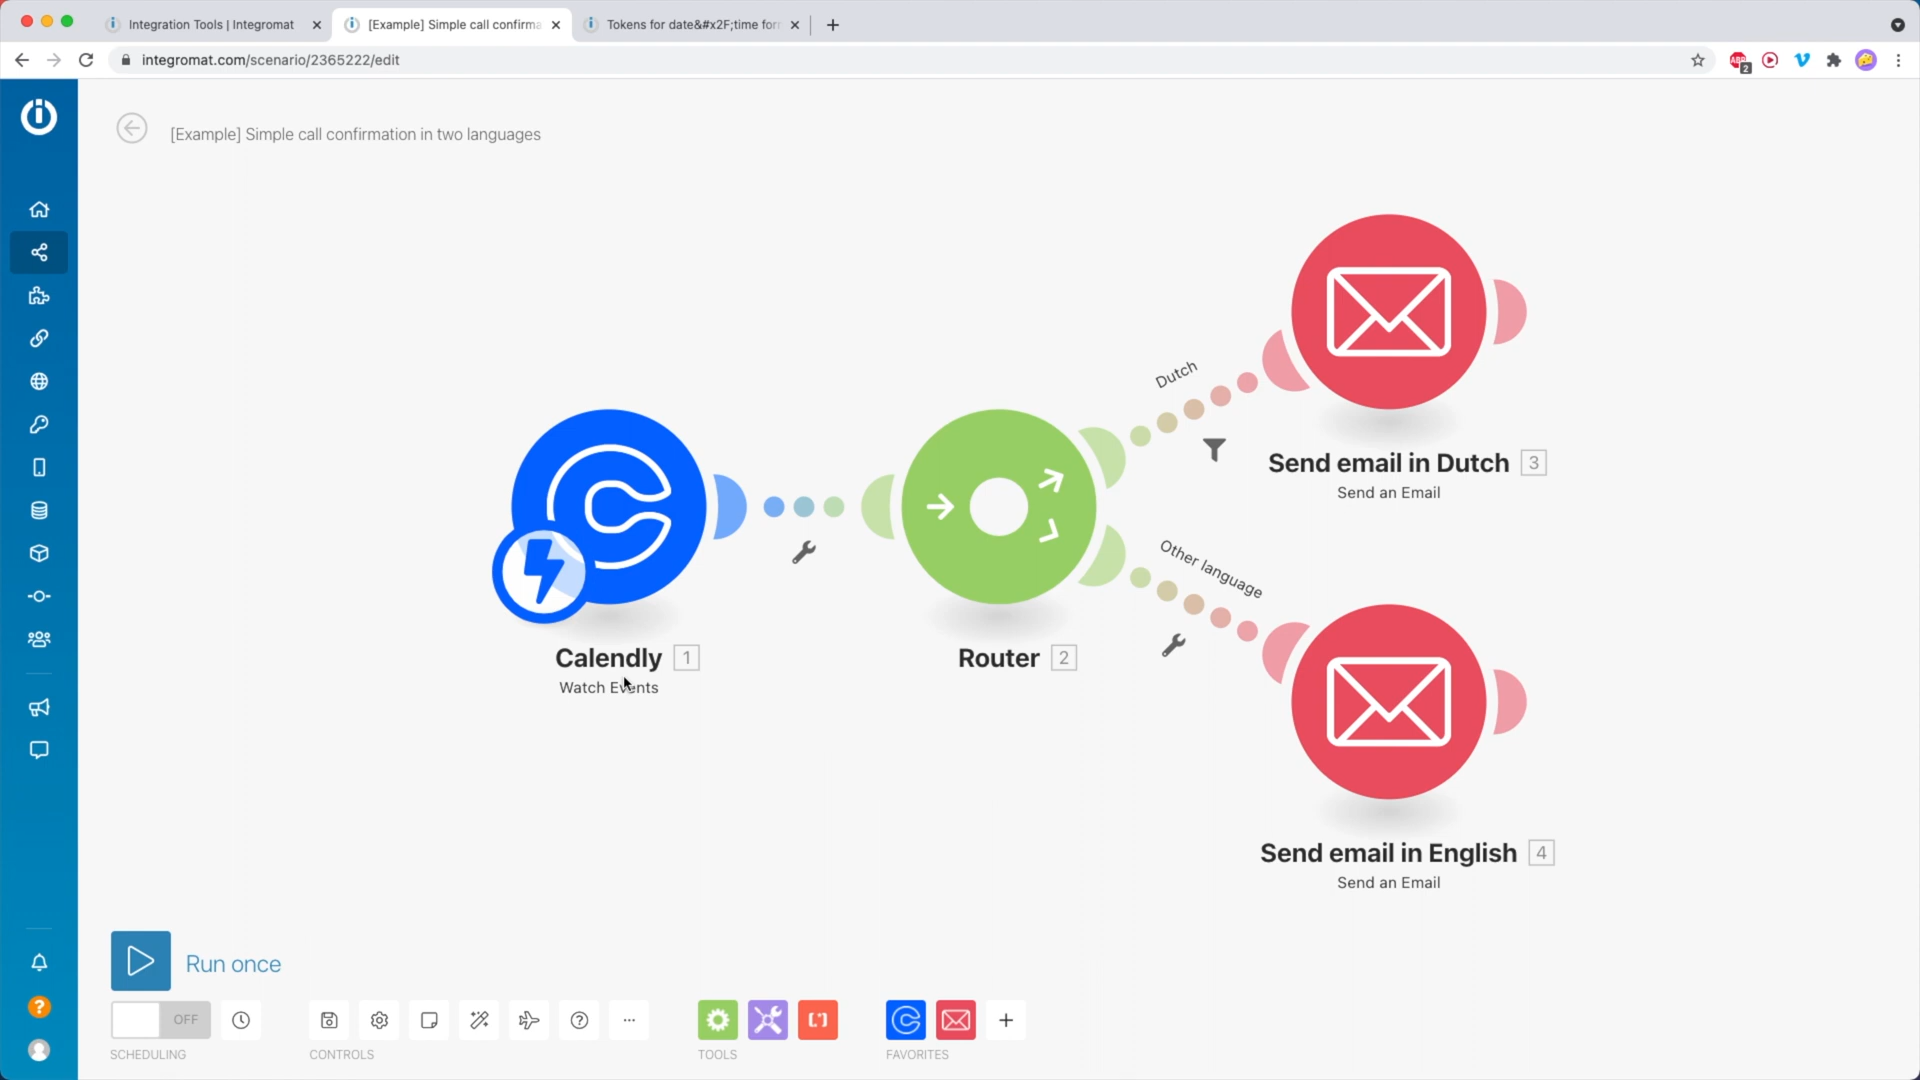 Integration Tools | Integromat
[Example] Simple call confirma
Tokens for date&#x2F;time for
integromat.com/scenario/2365222/edit
ABP
2
[Example] Simple call confirmation in two languages
Dutch
Send email in Dutch 3
Send an Email
Other language
Calendly 1
Watch Events
Router 2
Send email in English 4
Send an Email
Run once
OFF
SCHEDULING
CONTROLS
TOOLS
FAVORITES